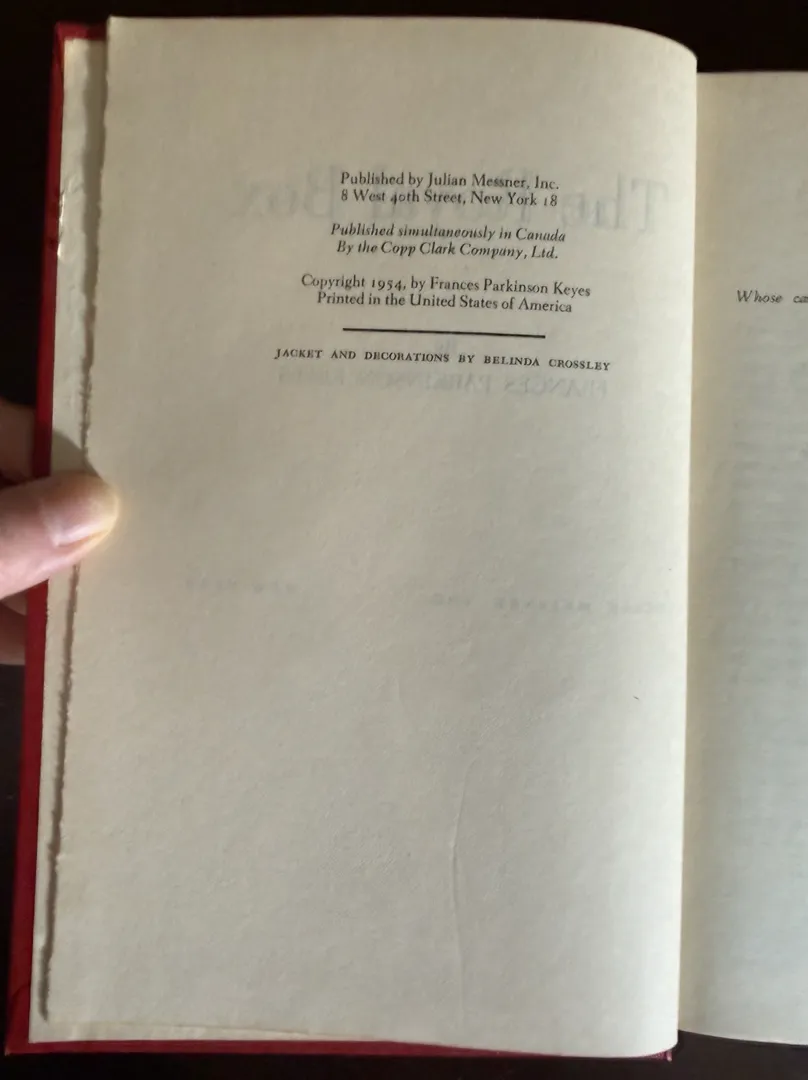 Published by Julian Messner, Inc.
8 West 40th Street, New York 18
Published simultaneously in Canada
By the Copp Clark Company, Ltd.
Copyright 1954, by Frances Parkinson Keyes
Printed in the United States of America
JACKET AND DECORATIONS BY BELINDA CROSSLEY
Whose